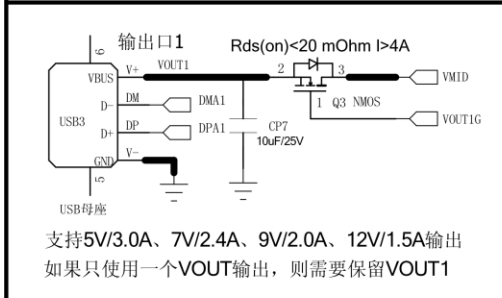 输出口1
Rds(on)<20 mOhm I>4A
6
VBUS
V+
VOUT1
2
3
VMID
D-
DM
DMA1
1
Q3 NMOS
VOUT1G
USB3
D+
DP
DPA1
CP7
10uF/25V
GND
V-
5
USB母座
支持5V/3.0A、7V/2.4A、9V/2.0A、12V/1.5A输出
如果只使用一个VOUT输出，则需要保留VOUT1